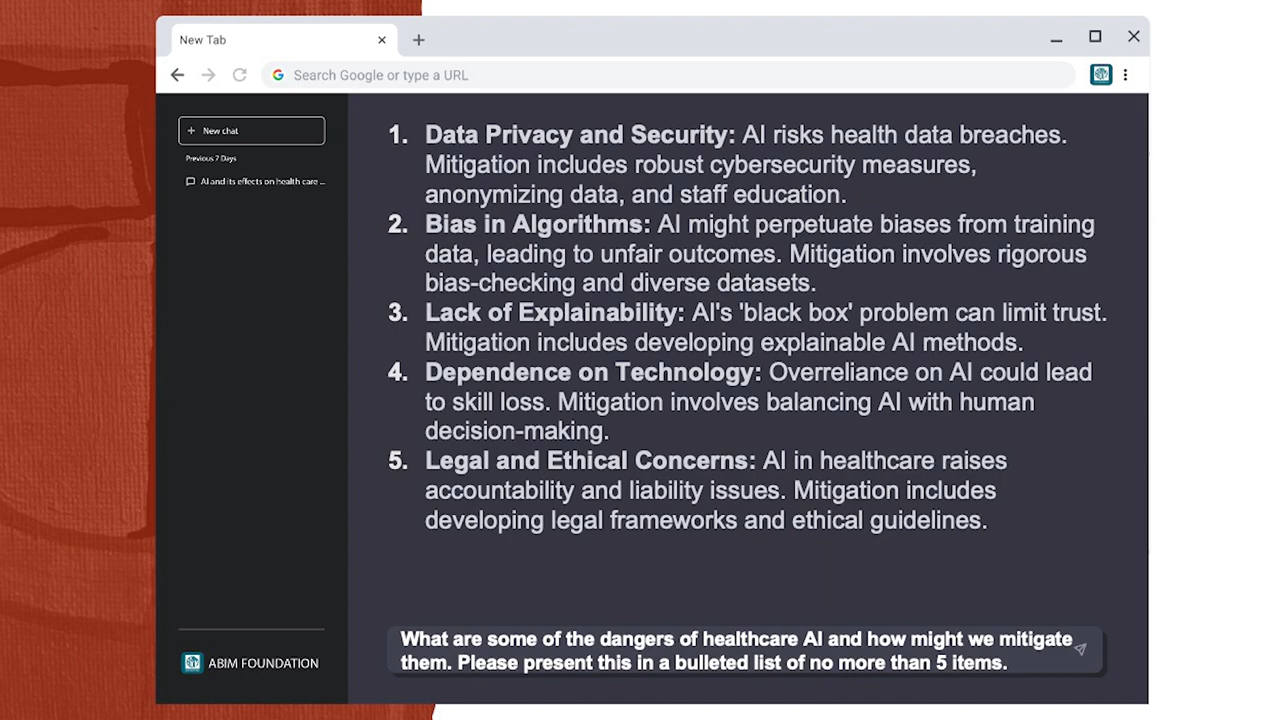 New Tab
Search Google or type a URL
New chat
Previous 7 Days
AI and its effects on health care ...
1. Data Privacy and Security: AI risks health data breaches.
Mitigation includes robust cybersecurity measures,
anonymizing data, and staff education.
2. Bias in Algorithms: AI might perpetuate biases from training
data, leading to unfair outcomes. Mitigation involves rigorous
bias-checking and diverse datasets.
3. Lack of Explainability: AI's 'black box' problem can limit trust.
Mitigation includes developing explainable AI methods.
4. Dependence on Technology: Overreliance on AI could lead
to skill loss. Mitigation involves balancing AI with human
decision-making.
5. Legal and Ethical Concerns: AI in healthcare raises
accountability and liability issues. Mitigation includes
developing legal frameworks and ethical guidelines.
What are some of the dangers of healthcare AI and how might we mitigate
them. Please present this in a bulleted list of no more than 5 items.
ABIM FOUNDATION